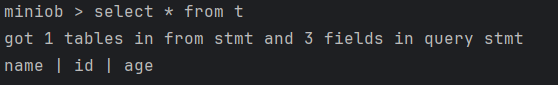 miniob > select * from t
got 1 tables in from stmt and 3 fields in query stmt
name | id | age